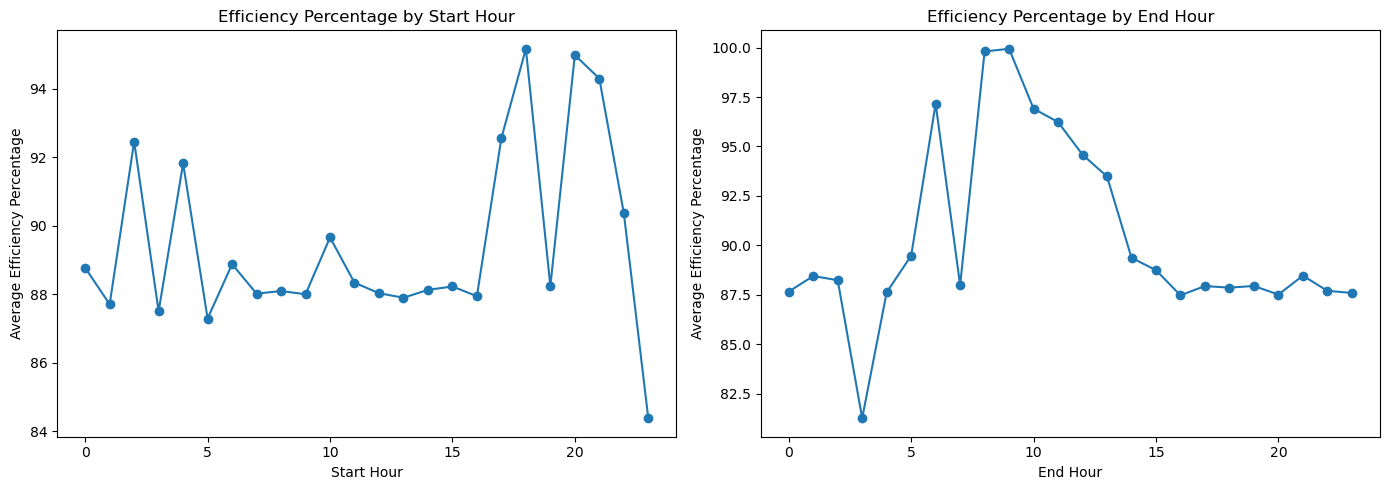 Efficiency Percentage by Start Hour
Average Efficiency Percentage
94
92
90
88
86
84
0 5 10 15 20
Start Hour
Efficiency Percentage by End Hour
Average Efficiency Percentage
100.0
97.5
95.0
92.5
90.0
87.5
85.0
82.5
0 5 10 15 20
End Hour